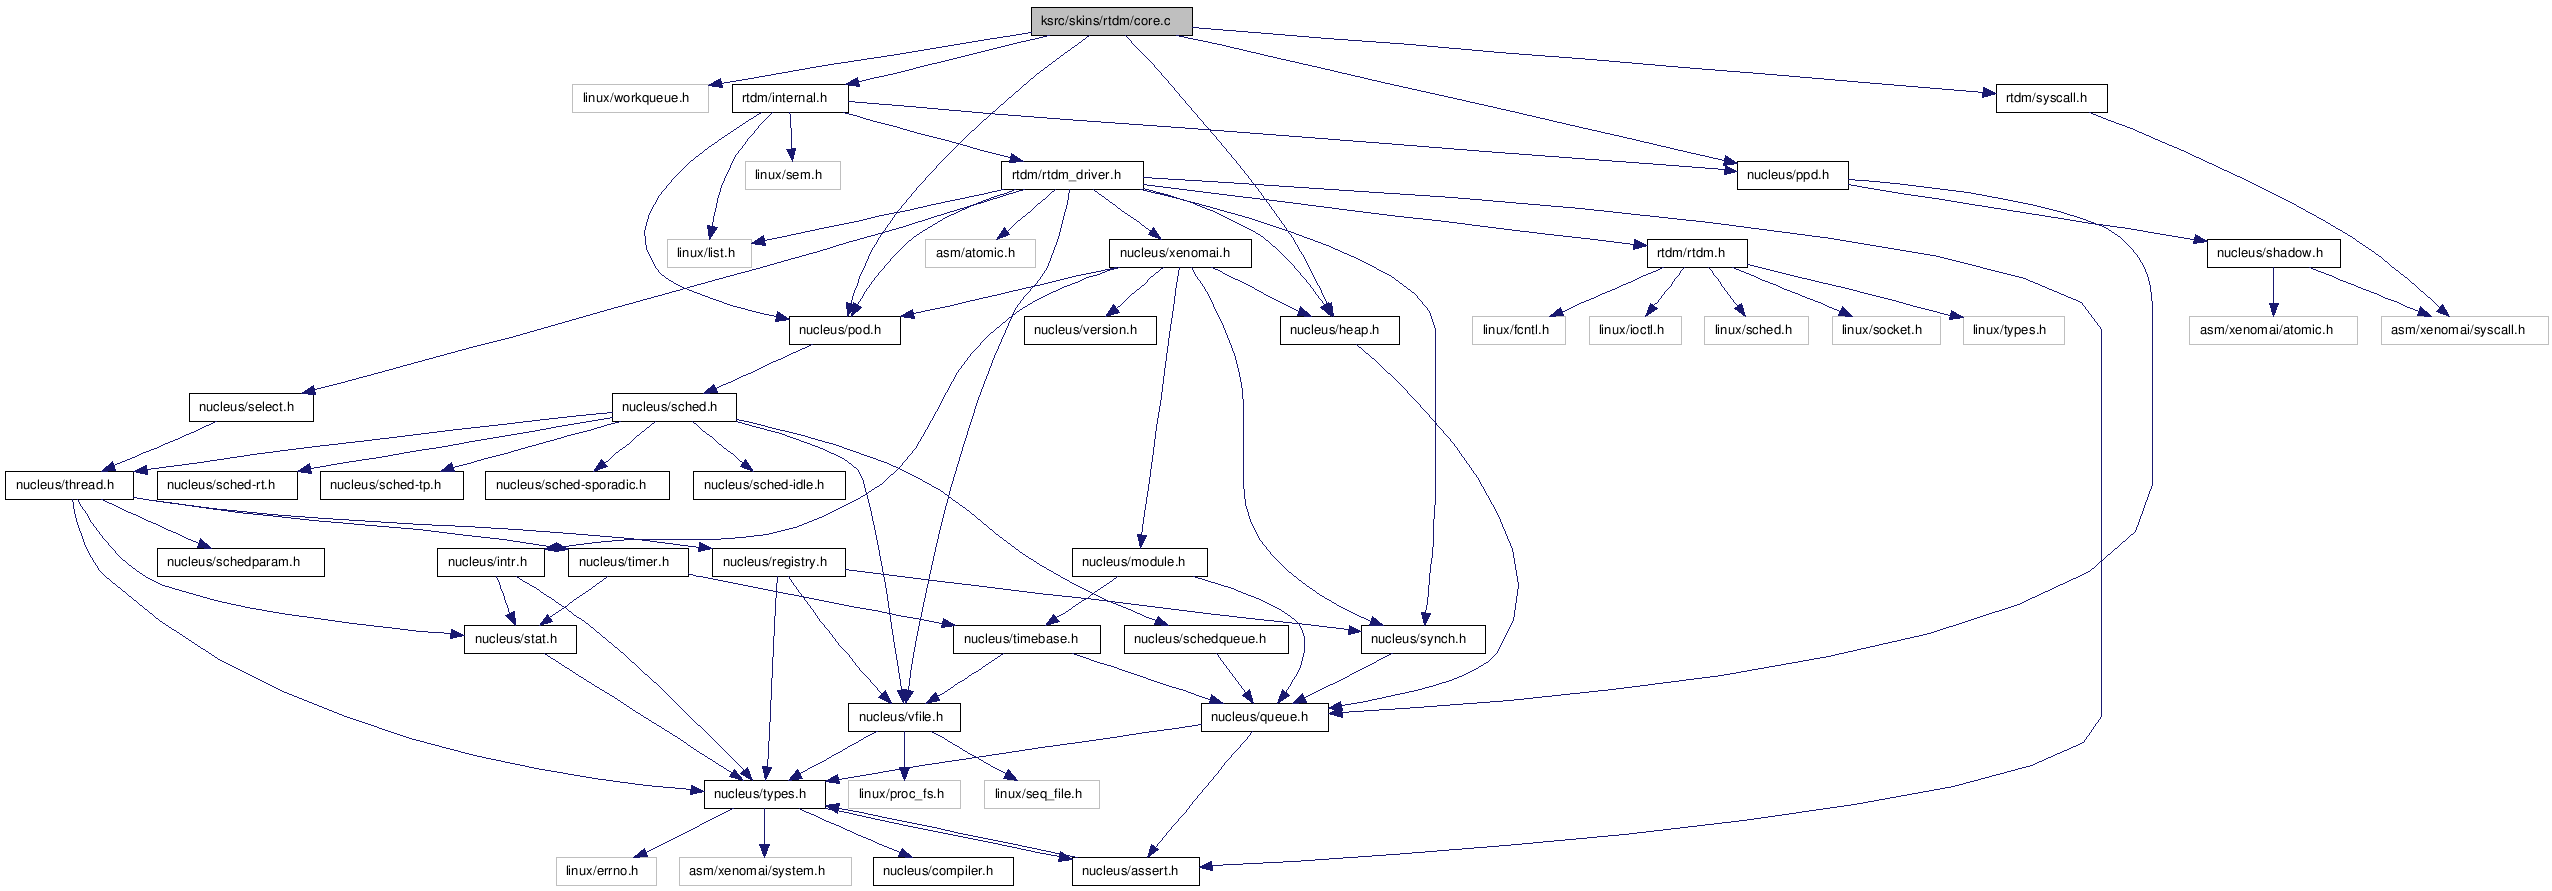 ksrc/skins/rtdm/core.c
linux/workqueue.h
rtdm/internal.h
rtdm/syscall.h
linux/sem.h
rtdm/rtdm_driver.h
nucleus/ppd.h
linux/list.h
asm/atomic.h
nucleus/xenomai.h
rtdm/rtdm.h
nucleus/shadow.h
nucleus/pod.h
nucleus/version.h
nucleus/heap.h
linux/fcntl.h
linux/ioctl.h
linux/sched.h
linux/socket.h
linux/types.h
asm/xenomai/atomic.h
asm/xenomai/syscall.h
nucleus/select.h
nucleus/sched.h
nucleus/thread.h
nucleus/sched-rt.h
nucleus/sched-tp.h
nucleus/sched-sporadic.h
nucleus/sched-idle.h
nucleus/schedparam.h
nucleus/intr.h
nucleus/timer.h
nucleus/registry.h
nucleus/module.h
nucleus/stat.h
nucleus/timebase.h
nucleus/schedqueue.h
nucleus/synch.h
nucleus/vfile.h
nucleus/queue.h
nucleus/types.h
linux/proc_fs.h
linux/seq_file.h
linux/errno.h
asm/xenomai/system.h
nucleus/compiler.h
nucleus/assert.h